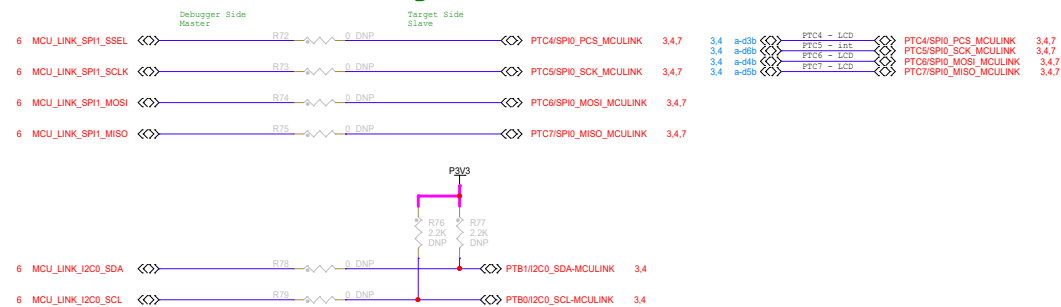 Debugger Side Target Side
Master Slave
6 MCU_LINK_SPI1_SSEL R72 0 DNP PTC4/SPI0_PCS_MCULINK 3,4,7
6 MCU_LINK_SPI1_SCLK R73 0 DNP PTC5/SPI0_SCK_MCULINK 3,4,7
6 MCU_LINK_SPI1_MOSI R74 0 DNP PTC6/SPI0_MOSI_MCULINK 3,4,7
6 MCU_LINK_SPI1_MISO R75 0 DNP PTC7/SPI0_MISO_MCULINK 3,4,7
3,4 a-d3b PTC4 - LCD PTC4/SPI0_PCS_MCULINK 3,4,7
3,4 a-d6b PTC5 - int PTC5/SPI0_SCK_MCULINK 3,4,7
3,4 a-d4b PTC6 - LCD PTC6/SPI0_MOSI_MCULINK 3,4,7
3,4 a-d5b PTC7 - LCD PTC7/SPI0_MISO_MCULINK 3,4,7
P3V3
R76 R77
2.2K 2.2K
DNP DNP
6 MCU_LINK_I2C0_SDA R78 0 DNP PTB1/I2C0_SDA-MCULINK 3,4
6 MCU_LINK_I2C0_SCL R79 0 DNP PTB0/I2C0_SCL-MCULINK 3,4